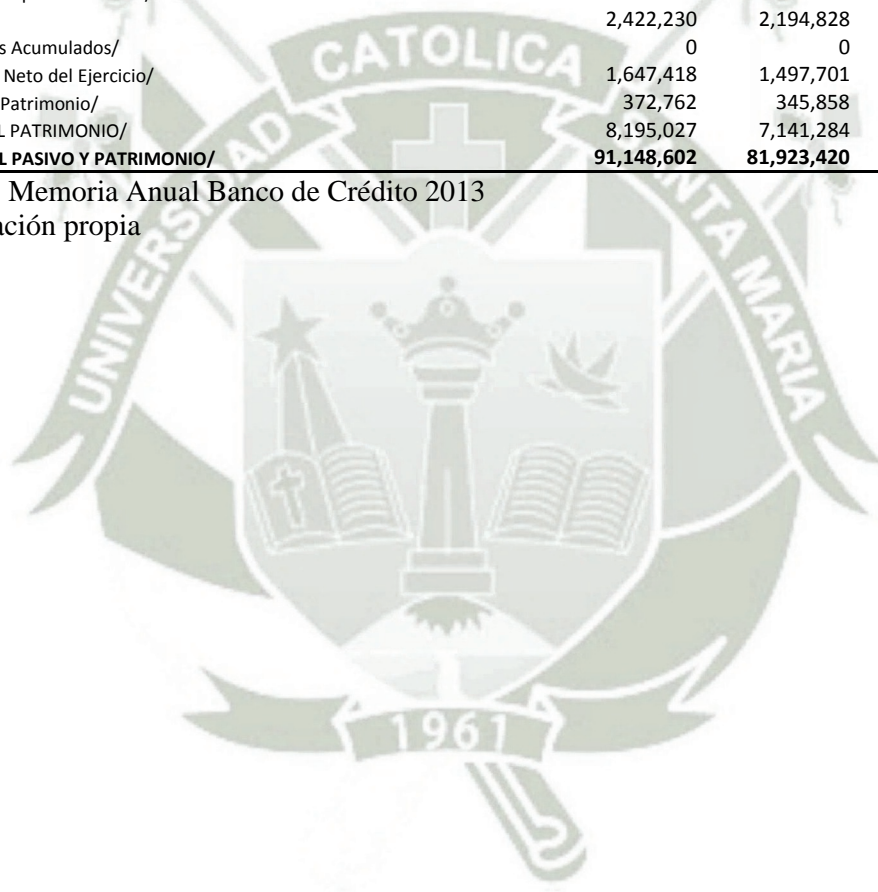 2,422,230 2,194,828
s Acumulados/ 0 0
Neto del Ejercicio/ 1,647,418 1,497,701
Patrimonio/ 372,762 345,858
L PATRIMONIO/ 8,195,027 7,141,284
L PASIVO Y PATRIMONIO/ 91,148,602 81,923,420
Memoria Anual Banco de Crédito 2013
ación propia
UNIVERSIDAD CATOLICA SANTA MARIA
1961